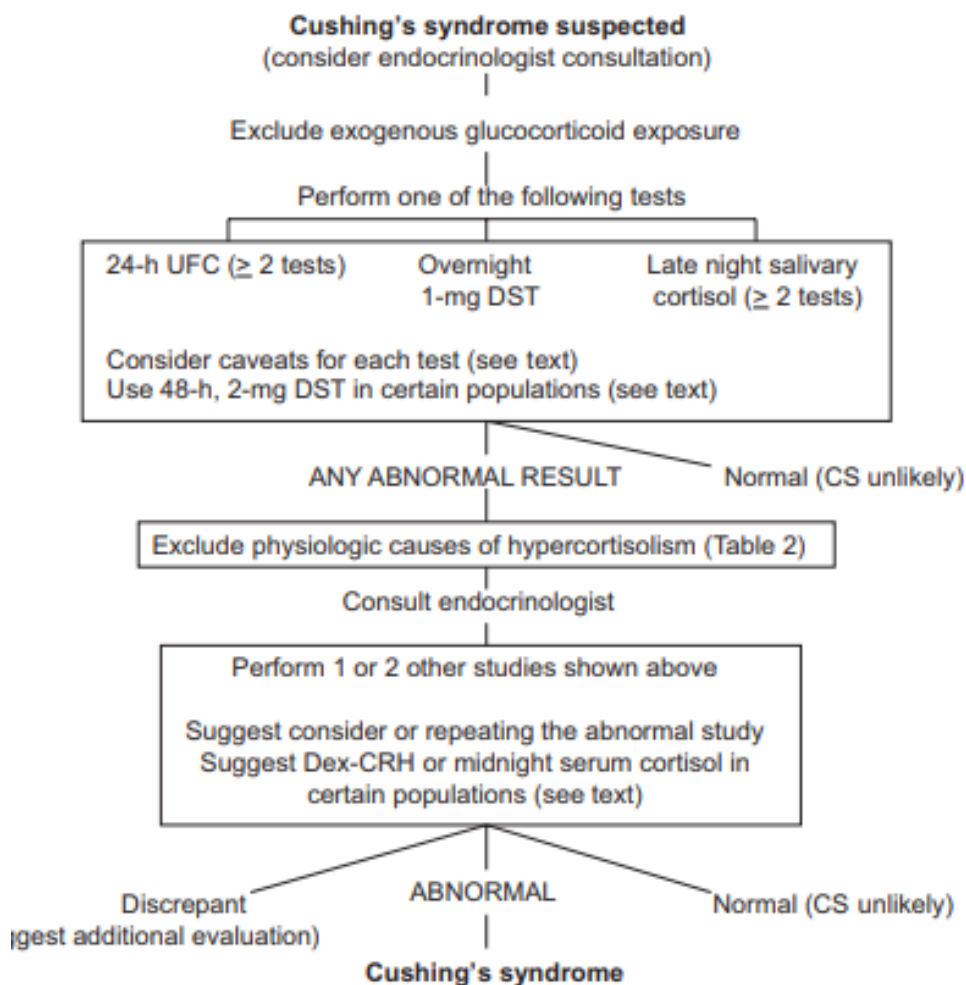 Cushing's syndrome suspected
(consider endocrinologist consultation)
Exclude exogenous glucocorticoid exposure
Perform one of the following tests
24-h UFC (≥ 2 tests)
Overnight
1-mg DST
Late night salivary
cortisol (≥ 2 tests)
Consider caveats for each test (see text)
Use 48-h, 2-mg DST in certain populations (see text)
ANY ABNORMAL RESULT
Normal (CS unlikely)
Exclude physiologic causes of hypercortisolism (Table 2)
Consult endocrinologist
Perform 1 or 2 other studies shown above
Suggest consider or repeating the abnormal study
Suggest Dex-CRH or midnight serum cortisol in
certain populations (see text)
Discrepant
ggest additional evaluation)
ABNORMAL
Normal (CS unlikely)
Cushing's syndrome